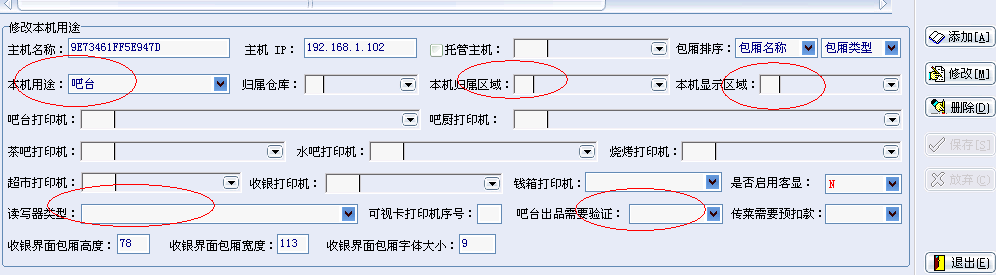 修改本机用途
主机名称： 9E73461FF5E947D 主机 IP： 192.168.1.102 托管主机： 包厢排序： 包厢名称 包厢类型
本机用途： 吧台 归属仓库： 本机归属区域： 本机显示区域：
吧台打印机： 吧厨打印机：
茶吧打印机： 水吧打印机： 烧烤打印机：
超市打印机： 收银打印机： 钱箱打印机： 是否启用客显： N
读写器类型： 可视卡打印机序号： 吧台出品需要验证： 传菜需要预扣款：
收银界面包厢高度： 78 收银界面包厢宽度： 113 收银界面包厢字体大小： 9
添加[A]
修改[M]
删除[D]
保存[S]
放弃[C]
退出[E]